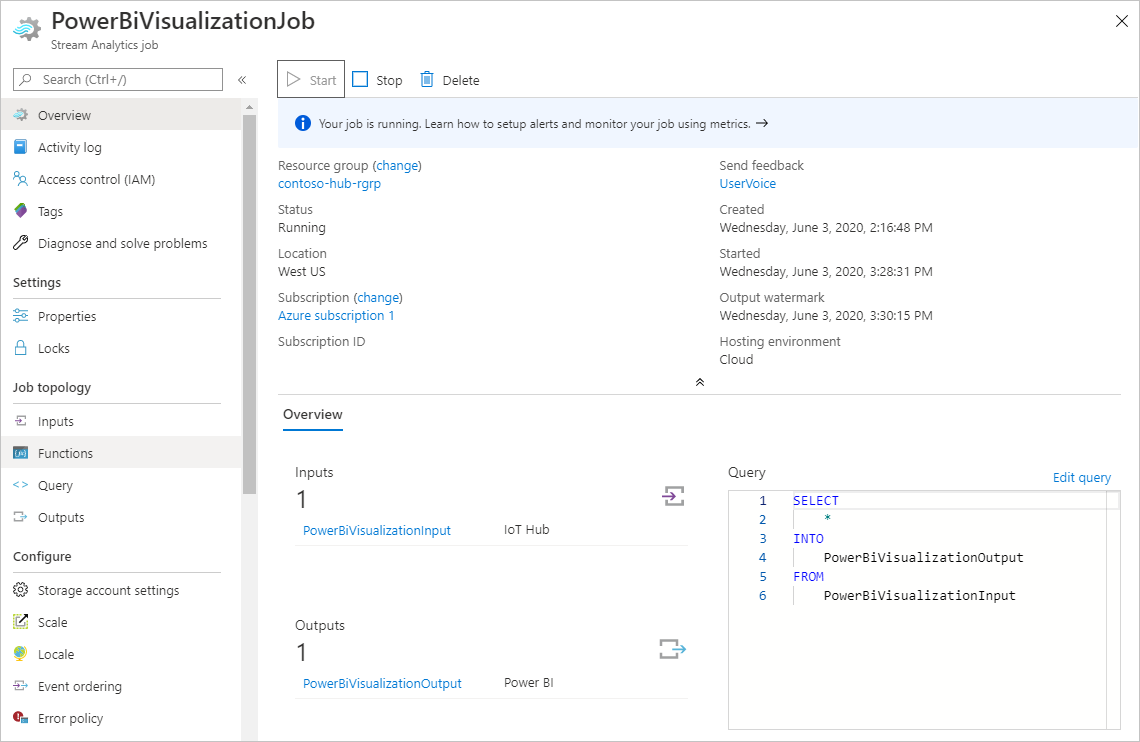 PowerBiVisualizationJob
Stream Analytics job
Search (Ctrl+/)
«
Overview
Activity log
Access control (IAM)
Tags
Diagnose and solve problems
Settings
Properties
Locks
Job topology
Inputs
Functions
Query
Outputs
Configure
Storage account settings
Scale
Locale
Event ordering
Error policy
Start Stop Delete
Your job is running. Learn how to setup alerts and monitor your job using metrics. →
Resource group (change)
contoso-hub-rgrp
Status
Running
Location
West US
Subscription (change)
Azure subscription 1
Subscription ID
Send feedback
UserVoice
Created
Wednesday, June 3, 2020, 2:16:48 PM
Started
Wednesday, June 3, 2020, 3:28:31 PM
Output watermark
Wednesday, June 3, 2020, 3:30:15 PM
Hosting environment
Cloud
Overview
Inputs
1
PowerBiVisualizationInput IoT Hub
Outputs
1
PowerBiVisualizationOutput Power BI
Query
Edit query
1 SELECT
2 *
3 INTO
4 PowerBiVisualizationOutput
5 FROM
6 PowerBiVisualizationInput